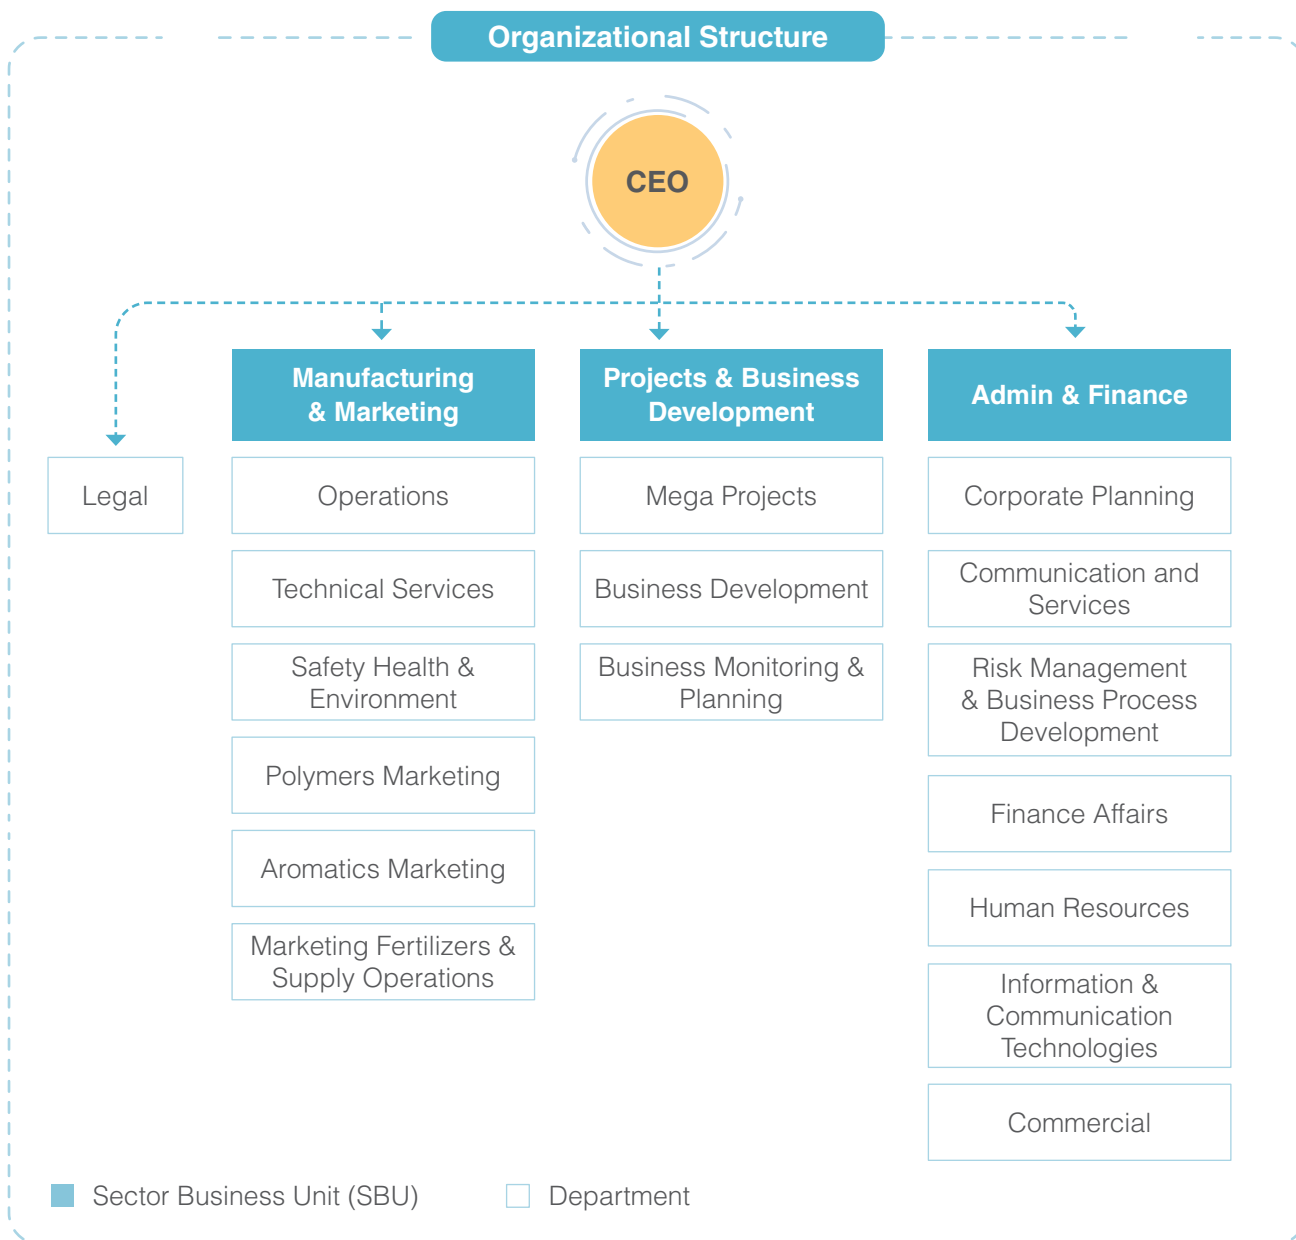 Organizational Structure
CEO
Legal
Manufacturing
& Marketing
Operations
Technical Services
Safety Health &
Environment
Polymers Marketing
Aromatics Marketing
Marketing Fertilizers &
Supply Operations
Projects & Business
Development
Mega Projects
Business Development
Business Monitoring &
Planning
Admin & Finance
Corporate Planning
Communication and
Services
Risk Management
& Business Process
Development
Finance Affairs
Human Resources
Information &
Communication
Technologies
Commercial
Sector Business Unit (SBU)
Department